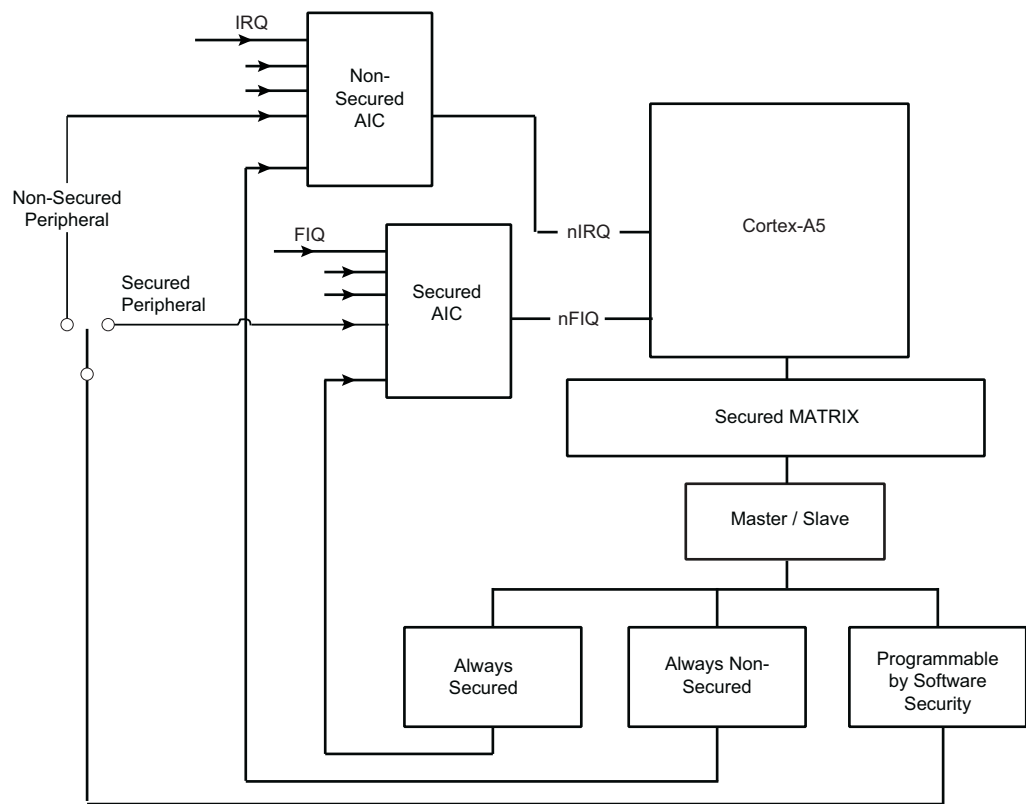 IRQ
Non-
Secured
AIC
Non-Secured
Peripheral
nIRQ
Cortex-A5
FIQ
Secured
Peripheral
Secured
AIC
nFIQ
Secured MATRIX
Master / Slave
Always
Secured
Always Non-
Secured
Programmable
by Software
Security